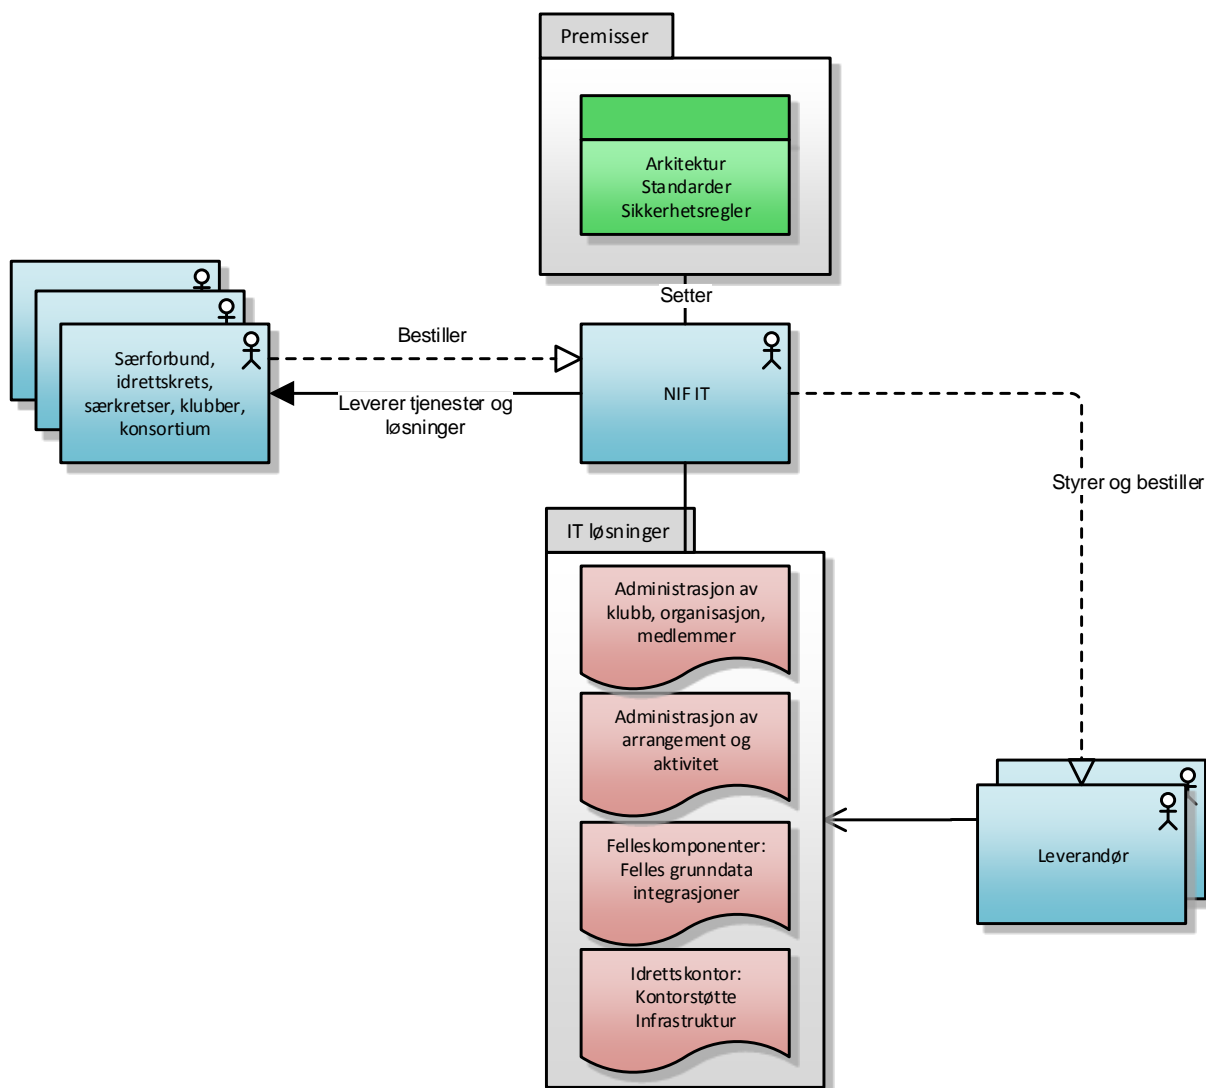 Premisser
Arkitektur
Standarder
Sikkerhetsregler
Setter
Særforbund,
idrettskrets,
særkretser, klubber,
konsortium
Bestiller
Leverer tjenester og
løsninger
NIF IT
Styrer og bestiller
IT løsninger
Administrasjon av
klubb, organisasjon,
medlemmer
Administrasjon av
arrangement og
aktivitet
Felleskomponenter:
Felles grunndata
integrasjoner
Idrettskontor:
Kontorstøtte
Infrastruktur
Leverandør